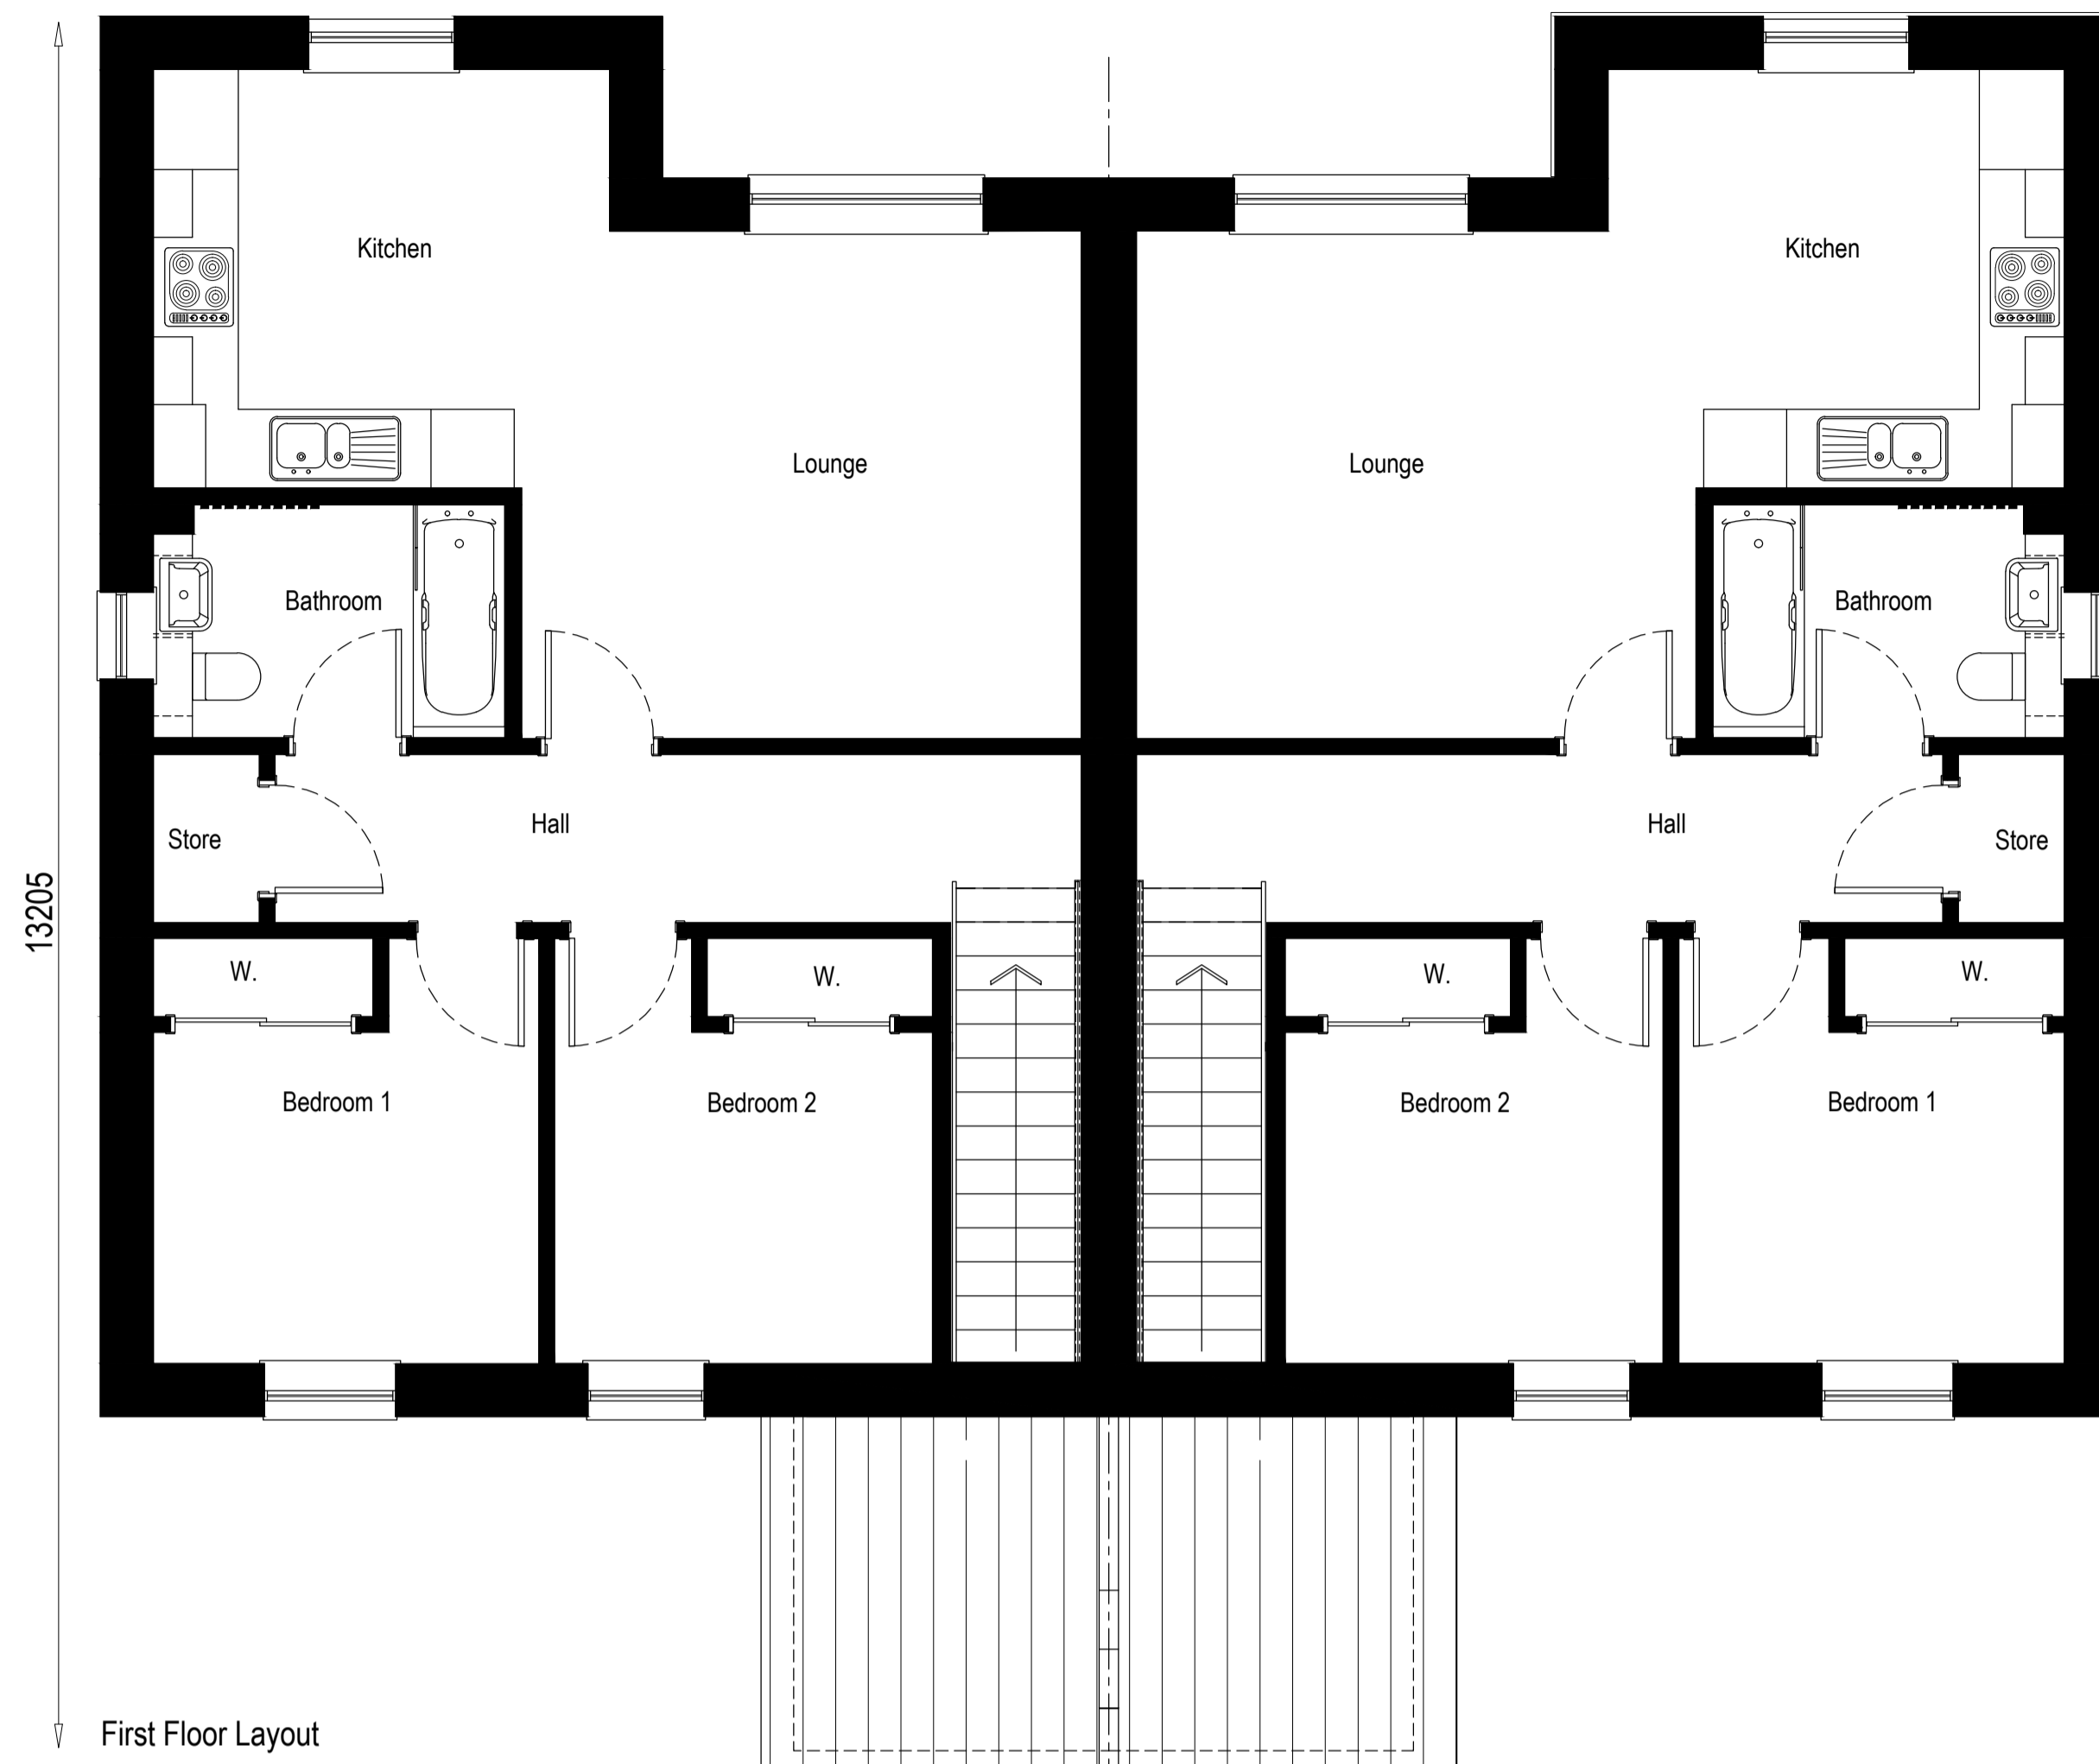 Kitchen
Kitchen
Lounge
Lounge
Bathroom
Bathroom
Hall
Hall
Store
Store
13205
W.
W.
W.
W.
Bedroom 1
Bedroom 2
Bedroom 2
Bedroom 1
First Floor Layout